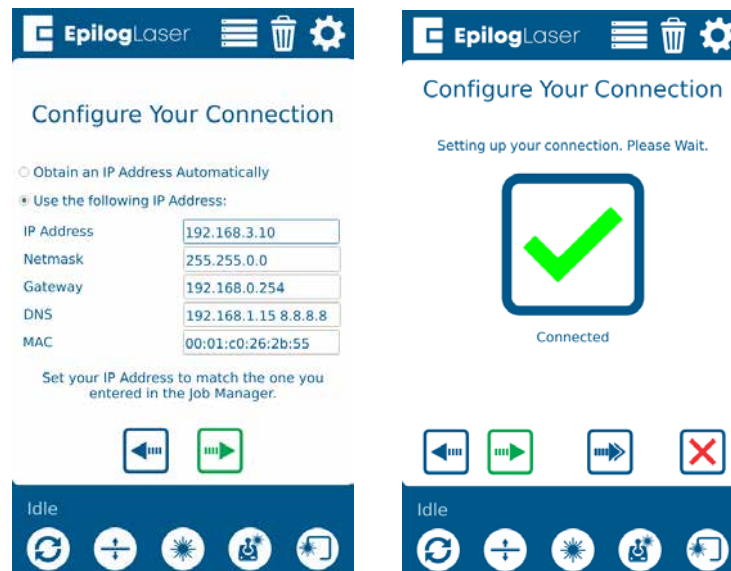 EpilogLaser
Configure Your Connection
Obtain an IP Address Automatically
Use the following IP Address:
IP Address 192.168.3.10
Netmask 255.255.0.0
Gateway 192.168.0.254
DNS 192.168.1.15 8.8.8.8
MAC 00:01:c0:26:2b:55
Set your IP Address to match the one you
entered in the Job Manager.
Idle
EpilogLaser
Configure Your Connection
Setting up your connection. Please Wait.
Connected
Idle